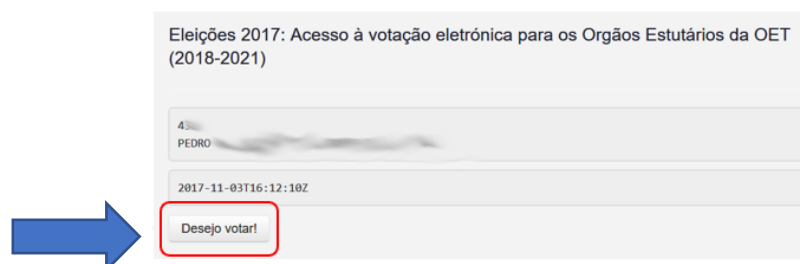 Eleições 2017: Acesso à votação eletrónica para os Orgãos Estutários da OET
(2018-2021)
4
PEDRO
2017-11-03T16:12:10Z
Desejo votar!